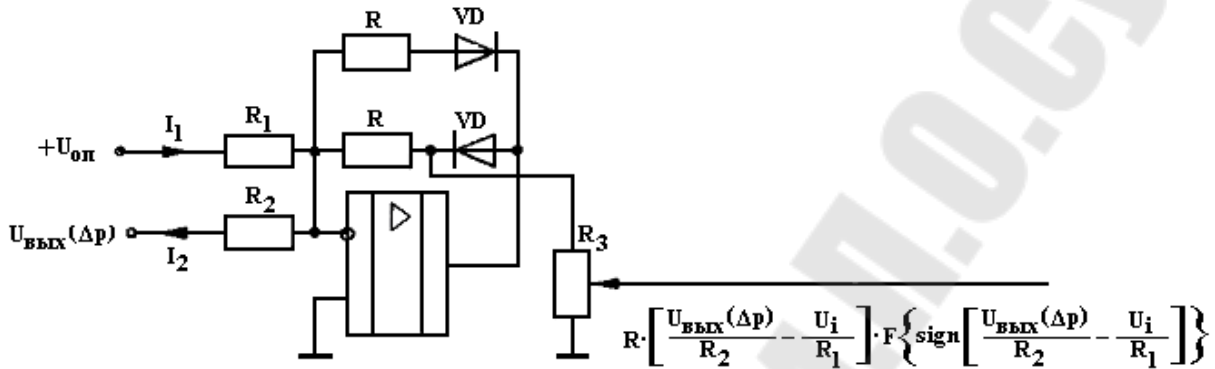 R VD
R VD
+Uоп I1 R1
Uвых(Δp) I2 R2
R3
R·[Uвых(Δp)/R2 − Ui/R1]·F{sign[Uвых(Δp)/R2 − Ui/R1]}